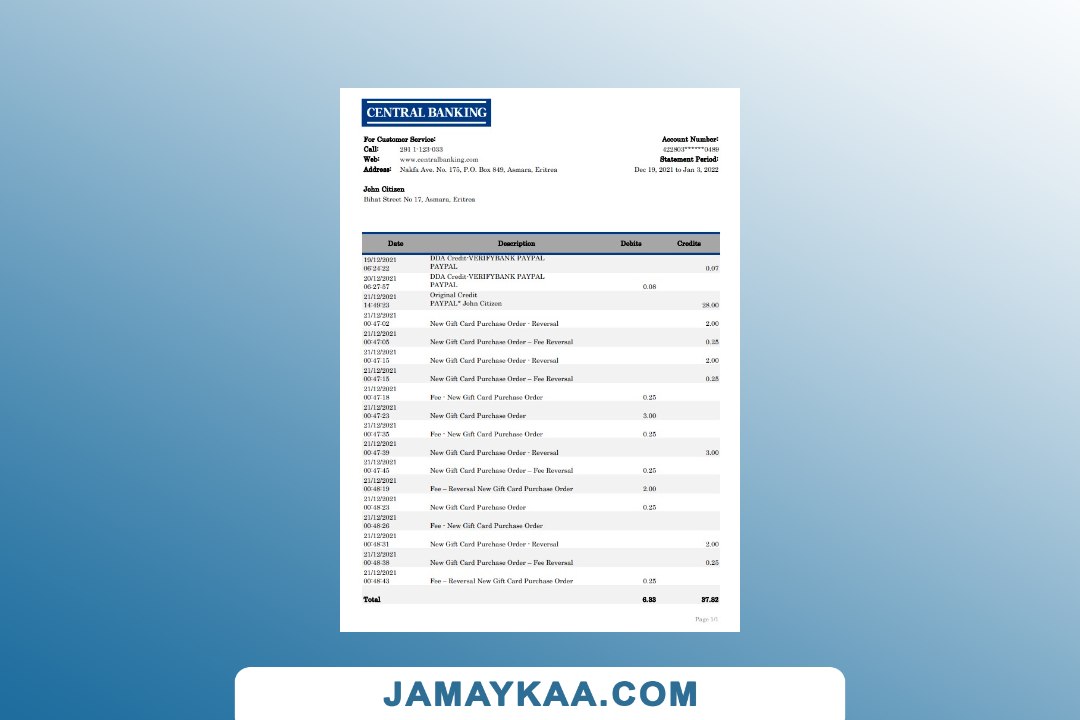 CENTRAL BANKING
For Customer Service:
Call: 291 1-123-033
Web: www.centralbanking.com
Address: Nakfa Ave. No. 175, P.O. Box 849, Asmara, Eritrea
Account Number:
422803******0489
Statement Period:
Dec 19, 2021 to Jan 3, 2022
John Citizen
Bihat Street No 17, Asmara, Eritrea
Date Description Debits Credits
19/12/2021 DDA Credit-VERIFYBANK PAYPAL
06:24:22 PAYPAL 0.07
20/12/2021 DDA Credit-VERIFYBANK PAYPAL
06:27:57 PAYPAL 0.08
21/12/2021 Original Credit
14:49:23 PAYPAL* John Citizen 28.00
21/12/2021
00:47:02 New Gift Card Purchase Order - Reversal 2.00
21/12/2021
00:47:05 New Gift Card Purchase Order – Fee Reversal 0.25
21/12/2021
00:47:15 New Gift Card Purchase Order - Reversal 2.00
21/12/2021
00:47:15 New Gift Card Purchase Order – Fee Reversal 0.25
21/12/2021
00:47:18 Fee - New Gift Card Purchase Order 0.25
21/12/2021
00:47:23 New Gift Card Purchase Order 3.00
21/12/2021
00:47:35 Fee - New Gift Card Purchase Order 0.25
21/12/2021
00:47:39 New Gift Card Purchase Order - Reversal 3.00
21/12/2021
00:47:45 New Gift Card Purchase Order – Fee Reversal 0.25
21/12/2021
00:48:19 Fee – Reversal New Gift Card Purchase Order 2.00
21/12/2021
00:48:23 New Gift Card Purchase Order 0.25
21/12/2021
00:48:26 Fee - New Gift Card Purchase Order
21/12/2021
00:48:31 New Gift Card Purchase Order - Reversal 2.00
21/12/2021
00:48:38 New Gift Card Purchase Order – Fee Reversal 0.25
21/12/2021
00:48:43 Fee – Reversal New Gift Card Purchase Order 0.25
Total 6.33 37.82
Page
JAMAYKAA.COM